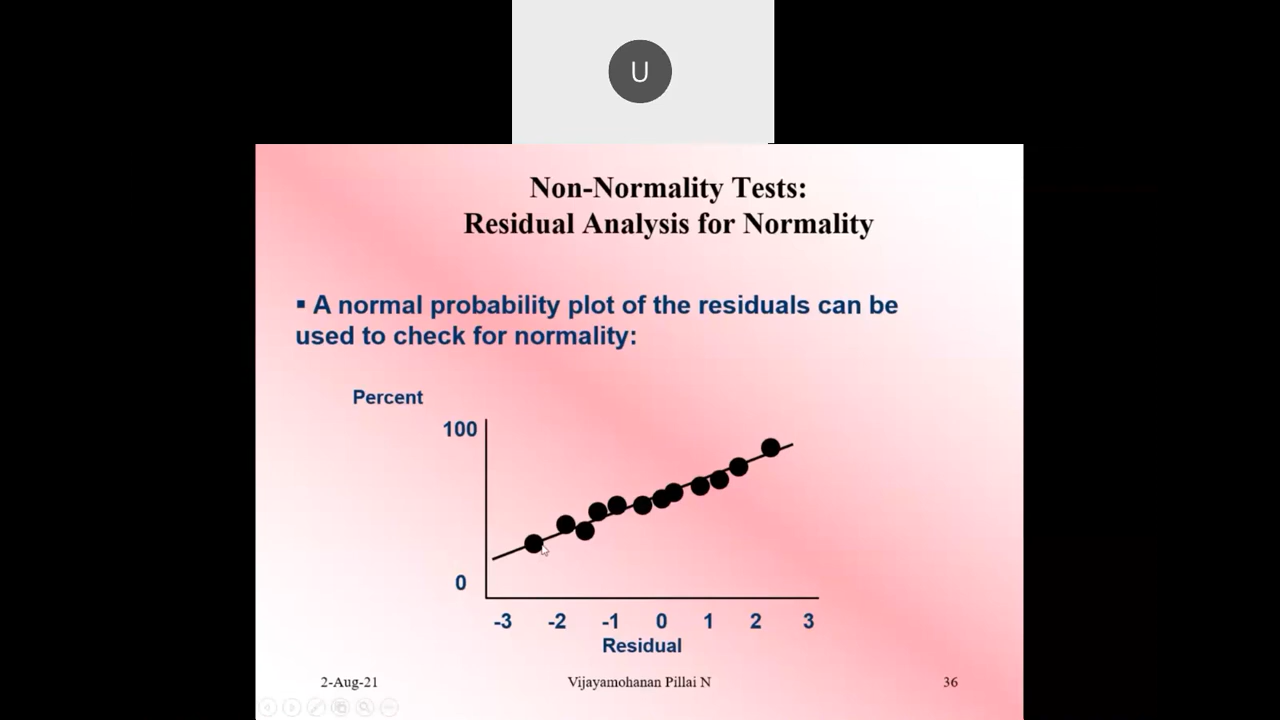 U
Non-Normality Tests:
Residual Analysis for Normality
▪ A normal probability plot of the residuals can be
used to check for normality:
Percent
100
0
-3 -2 -1 0 1 2 3
Residual
2-Aug-21 Vijayamohanan Pillai N 36